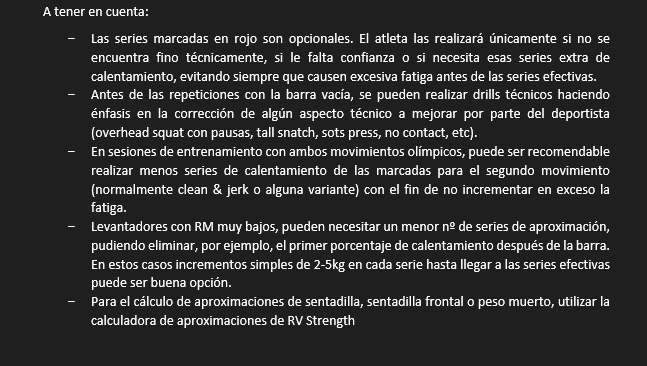 A tener en cuenta:
– Las series marcadas en rojo son opcionales. El atleta las realizará únicamente si no se
encuentra fino técnicamente, si le falta confianza o si necesita esas series extra de
calentamiento, evitando siempre que causen excesiva fatiga antes de las series efectivas.
– Antes de las repeticiones con la barra vacía, se pueden realizar drills técnicos haciendo
énfasis en la corrección de algún aspecto técnico a mejorar por parte del deportista
(overhead squat con pausas, tall snatch, sots press, no contact, etc).
– En sesiones de entrenamiento con ambos movimientos olímpicos, puede ser recomendable
realizar menos series de calentamiento de las marcadas para el segundo movimiento
(normalmente clean & jerk o alguna variante) con el fin de no incrementar en exceso la
fatiga.
– Levantadores con RM muy bajos, pueden necesitar un menor nº de series de aproximación,
pudiendo eliminar, por ejemplo, el primer porcentaje de calentamiento después de la barra.
En estos casos incrementos simples de 2-5kg en cada serie hasta llegar a las series efectivas
puede ser buena opción.
– Para el cálculo de aproximaciones de sentadilla, sentadilla frontal o peso muerto, utilizar la
calculadora de aproximaciones de RV Strength